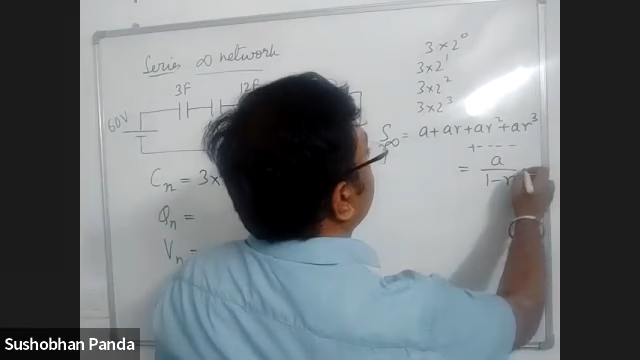 Series ∞ network
3F
12F
60V
Cₙ = 3×
Qₙ =
Vₙ =
3 × 2⁰
3×2¹
3×2²
3×2³
S = a+ar+ar²+ar³
n→∞
+----
= a
1-r
Sushobhan Panda